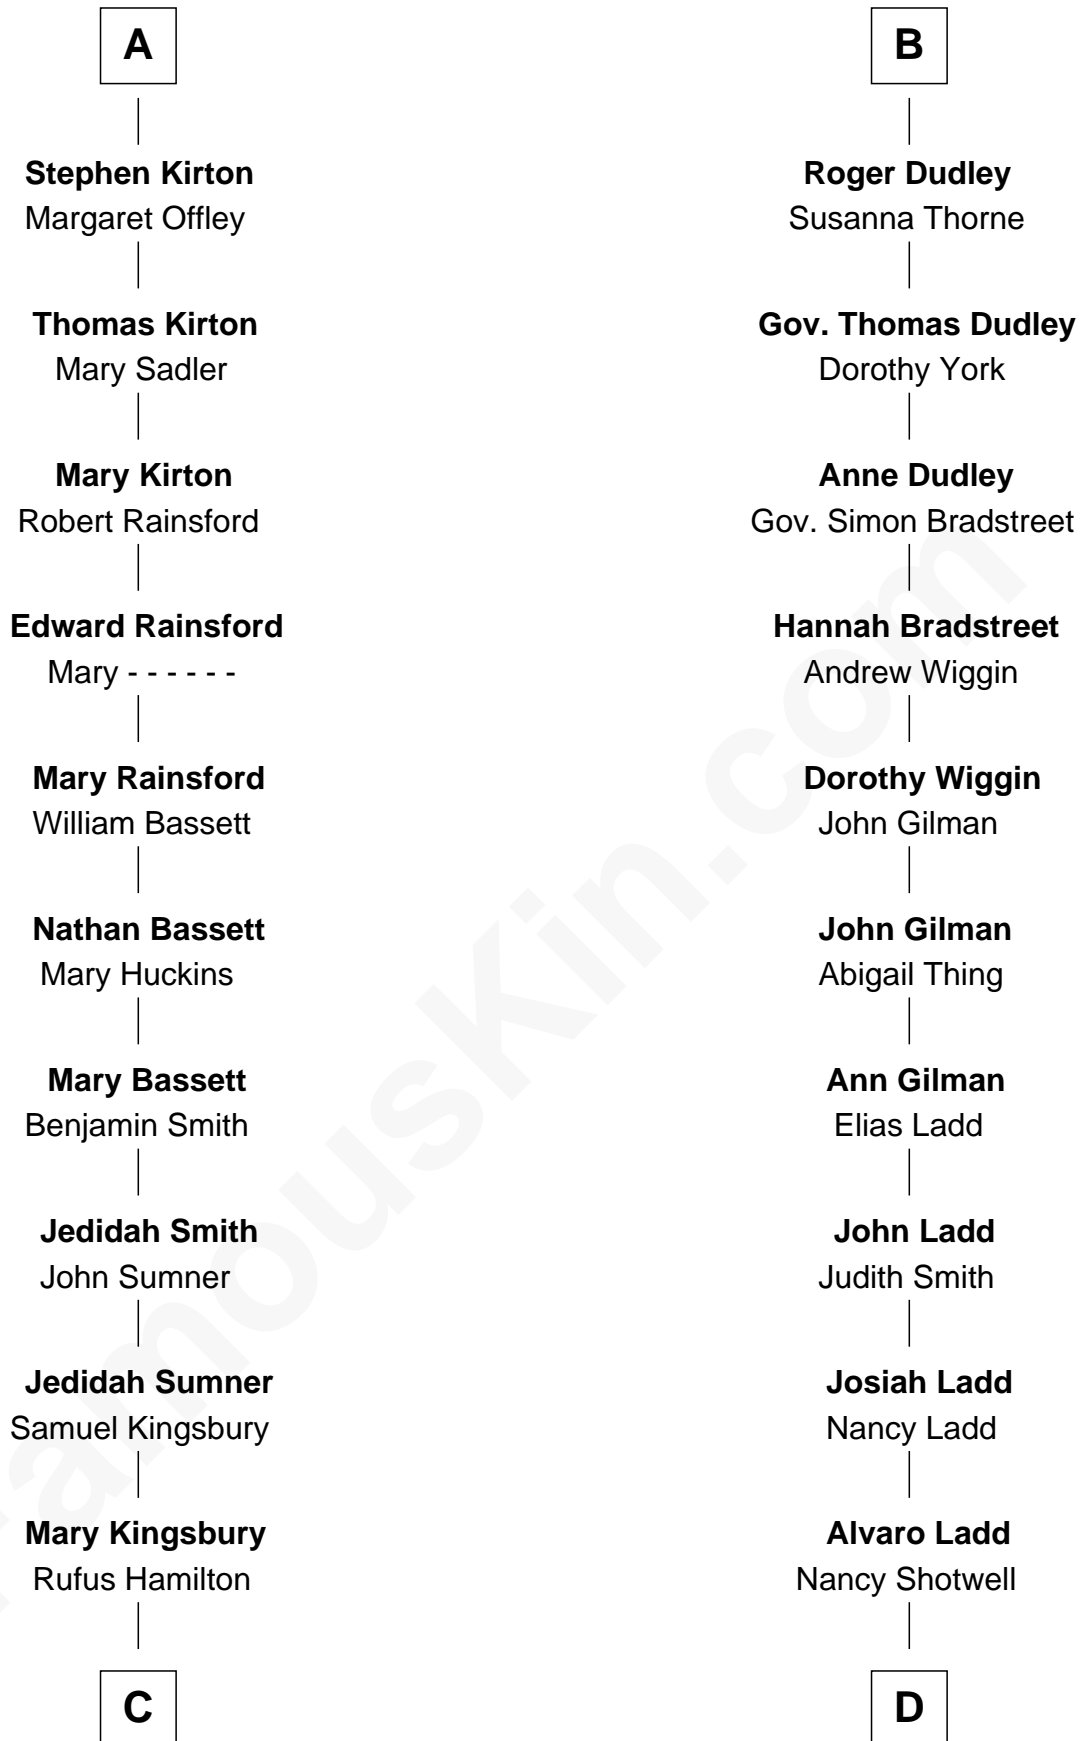 A
Stephen Kirton
Margaret Offley
Thomas Kirton
Mary Sadler
Mary Kirton
Robert Rainsford
Edward Rainsford
Mary - - - - - -
Mary Rainsford
William Bassett
Nathan Bassett
Mary Huckins
Mary Bassett
Benjamin Smith
Jedidah Smith
John Sumner
Jedidah Sumner
Samuel Kingsbury
Mary Kingsbury
Rufus Hamilton
C
B
Roger Dudley
Susanna Thorne
Gov. Thomas Dudley
Dorothy York
Anne Dudley
Gov. Simon Bradstreet
Hannah Bradstreet
Andrew Wiggin
Dorothy Wiggin
John Gilman
John Gilman
Abigail Thing
Ann Gilman
Elias Ladd
John Ladd
Judith Smith
Josiah Ladd
Nancy Ladd
Alvaro Ladd
Nancy Shotwell
D
FamousKin.com